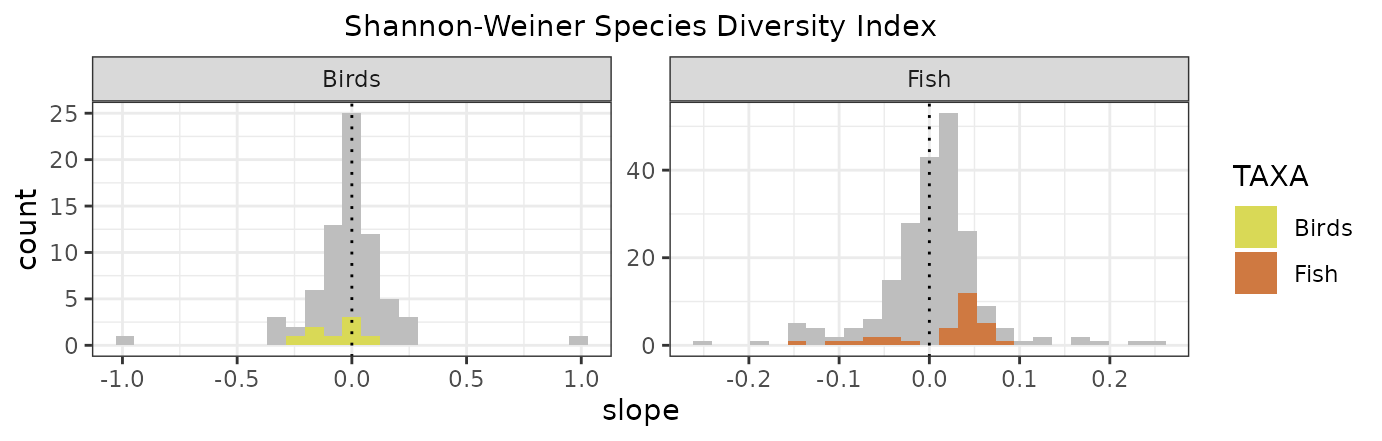 Shannon-Weiner Species Diversity Index
Birds
Fish
count
25
20
15
10
5
0
-1.0 -0.5 0.0 0.5 1.0
40
20
0
-0.2 -0.1 0.0 0.1 0.2
slope
TAXA
Birds
Fish